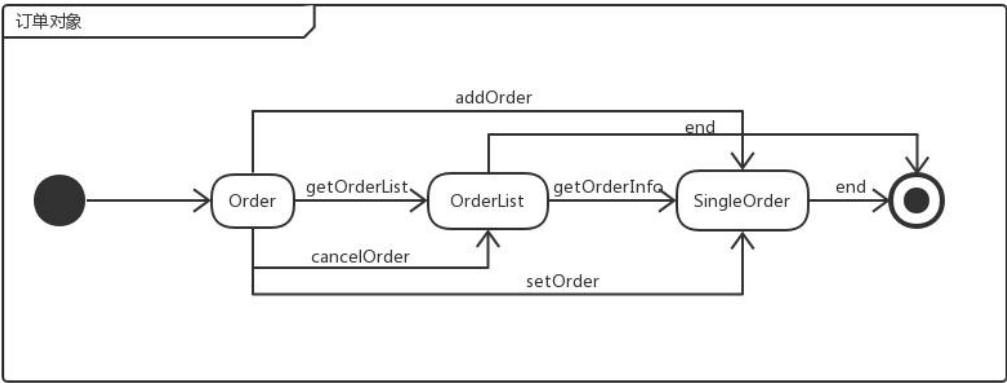 订单对象
addOrder
end
Order
getOrderList
OrderList
getOrderInfo
SingleOrder
end
cancelOrder
setOrder